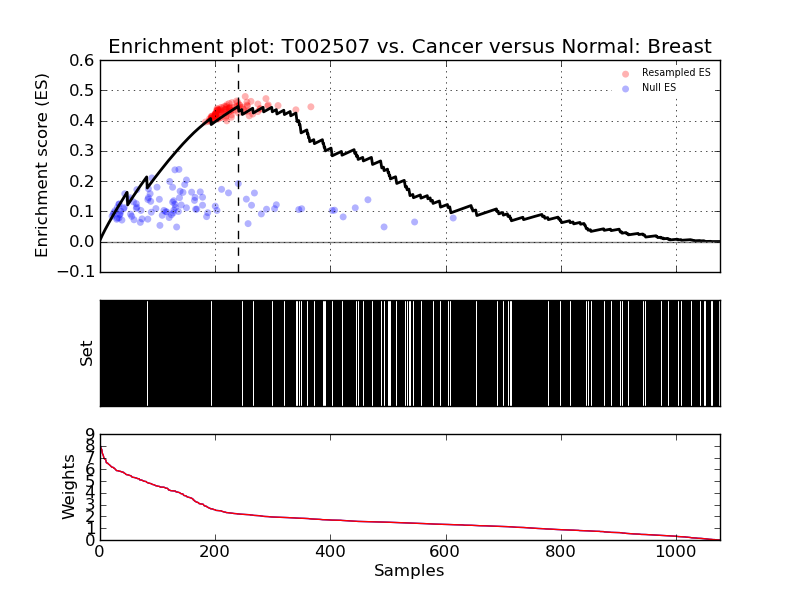 Enrichment plot: T002507 vs. Cancer versus Normal: Breast
Enrichment score (ES)
0.6
0.5
0.4
0.3
0.2
0.1
0.0
−0.1
Resampled ES
Null ES
Set
Weights
9
8
7
6
5
4
3
2
1
0
0 200 400 600 800 1000
Samples